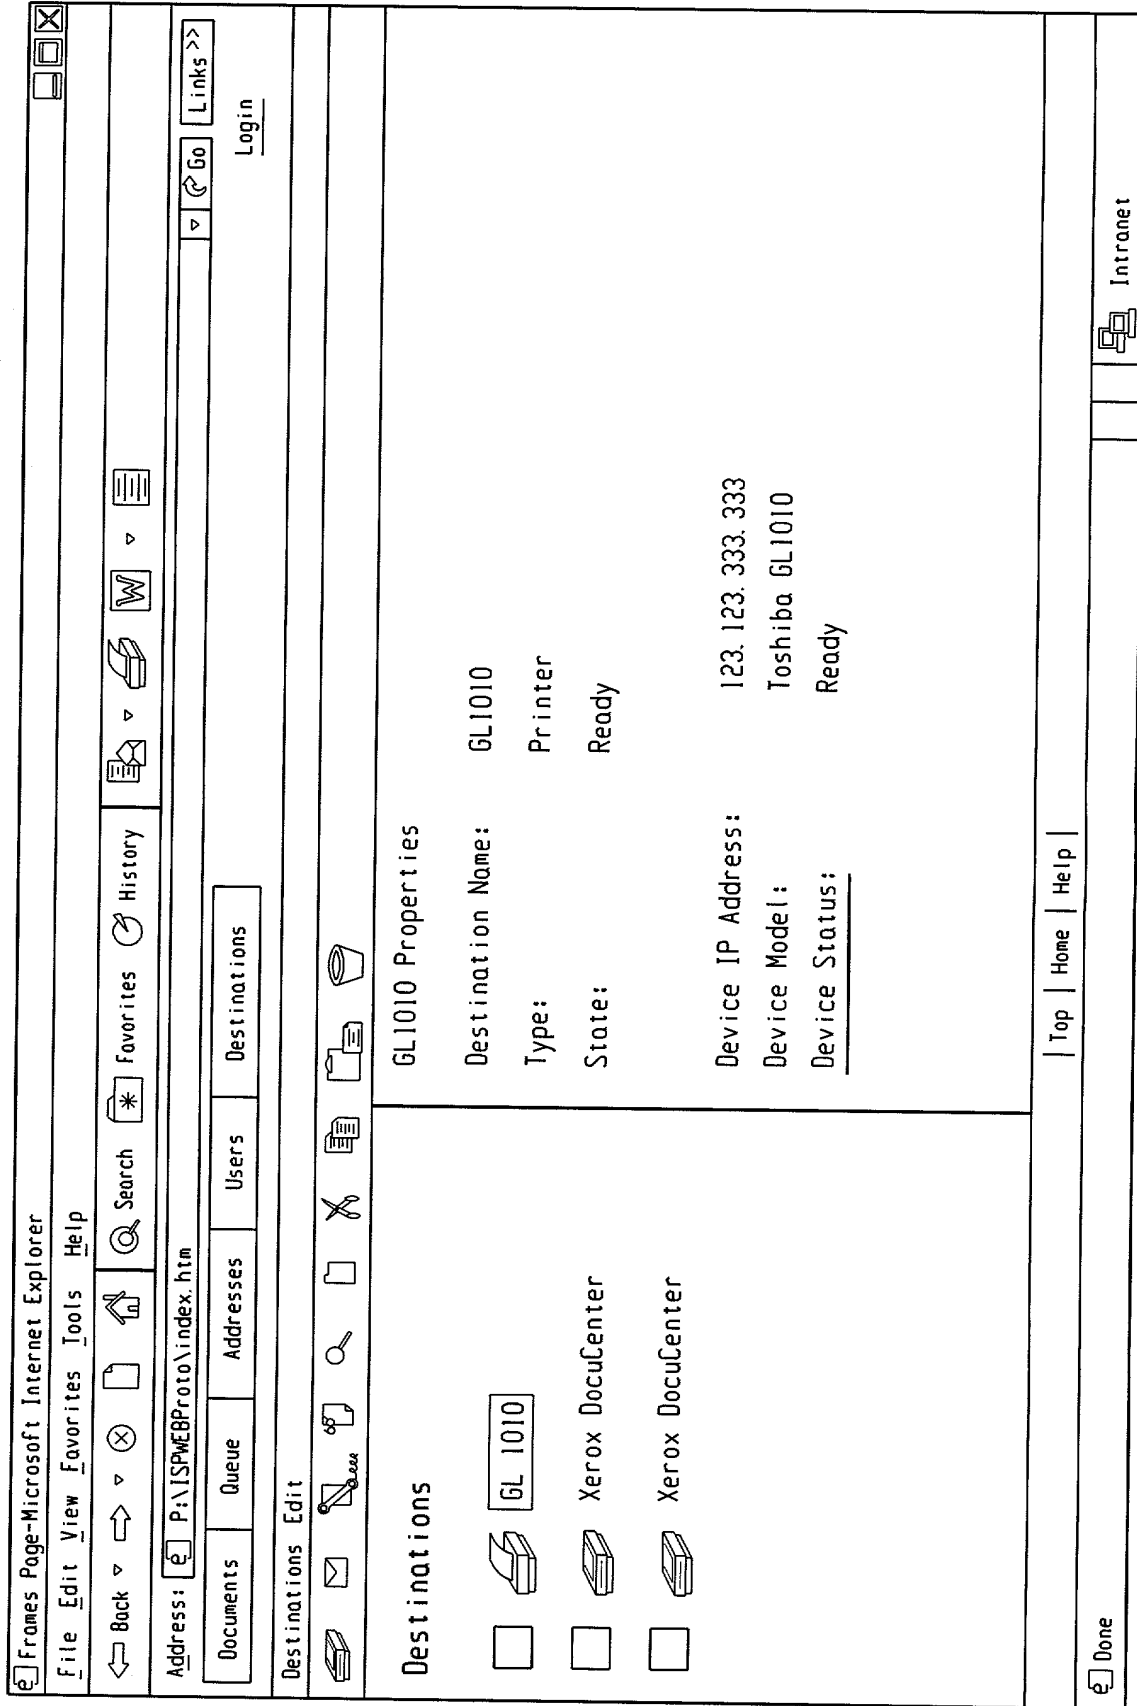 Frames Page-Microsoft Internet Explorer
File Edit View Favorites Tools Help
Back Search Favorites History W
Address: P:\ISPWEBProto\index.htm Go Links >>
Documents Queue Addresses Users Destinations Login
Destinations Edit
Destinations
GL 1010
Xerox DocuCenter
Xerox DocuCenter
GL1010 Properties
Destination Name: GL1010
Type: Printer
State: Ready
Device IP Address: 123.123.333.333
Device Model: Toshiba GL1010
Device Status: Ready
| Top | Home | Help |
Done Intranet